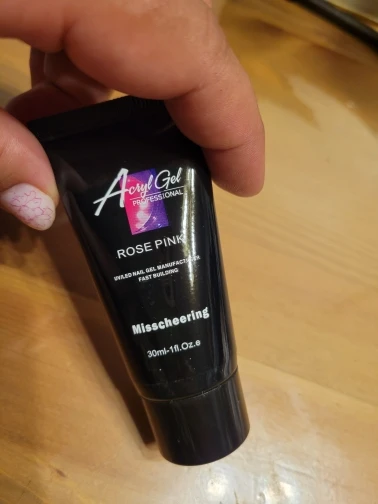 Acryl Gel
PROFESSIONAL
ROSE PINK
UV/LED NAIL GEL MANUFACTURER
FAST BUILDING
Misscheering
30ml-1fl.Oz.e